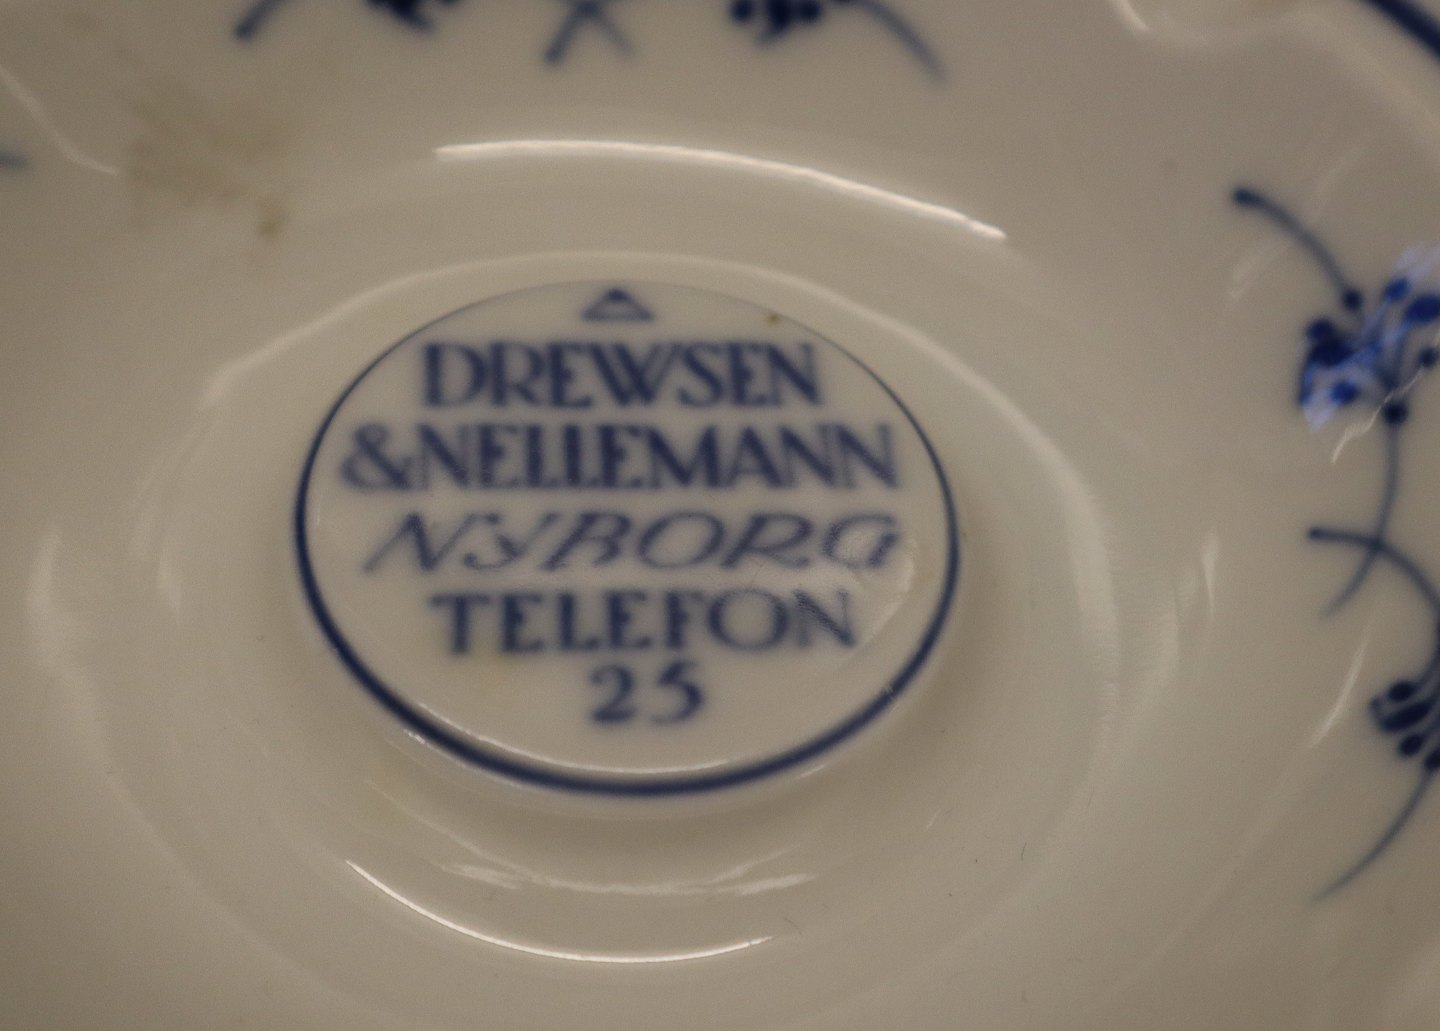 DREWSEN
& NELLEMANN
NYBORG
TELEFON
25